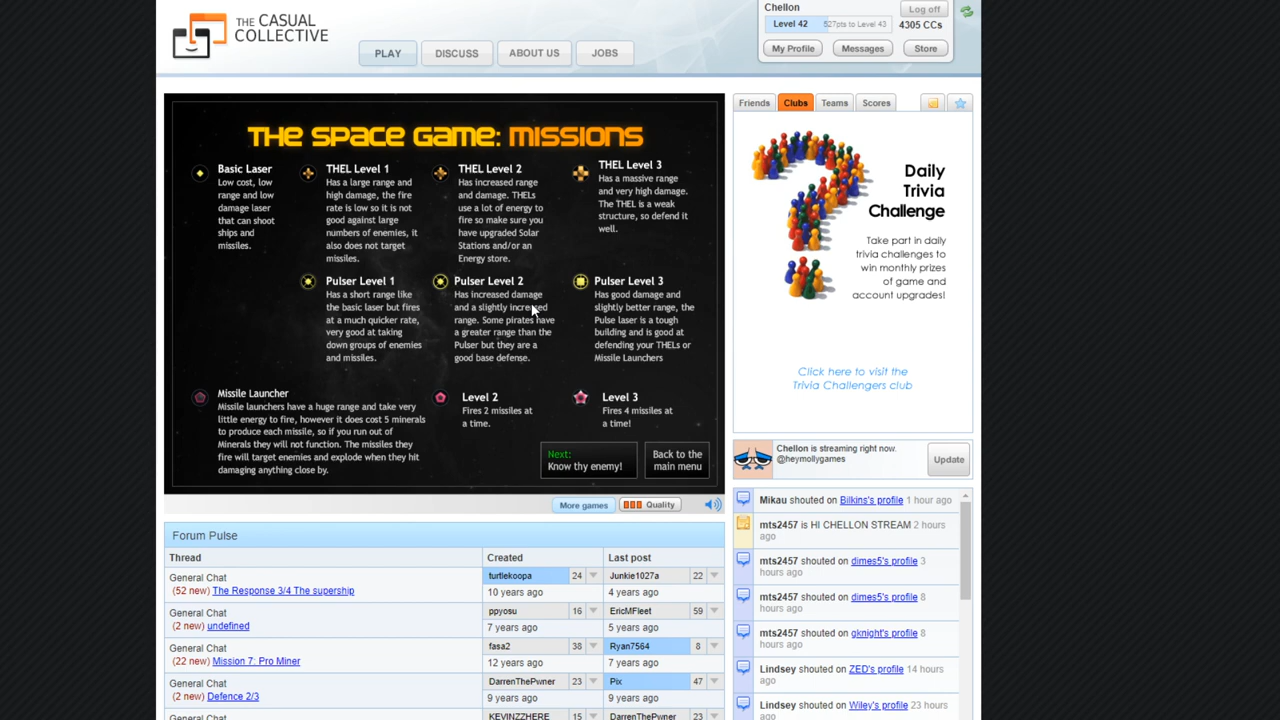 THE CASUAL
COLLECTIVE
PLAY
DISCUSS
ABOUT US
JOBS
Chellon
Log off
Level 42
527pts to Level 43
4305 CCs
My Profile
Messages
Store
THE SPACE GAME: MISSIONS
Basic Laser
Low cost, low
range and low
damage laser
that can shoot
ships and
missiles.
THEL Level 1
Has a large range and
high damage, the fire
rate is low so it is not
good against large
numbers of enemies, it
also does not target
missiles.
THEL Level 2
Has increased range
and damage. THELs
use a lot of energy to
fire so make sure you
have upgraded Solar
Stations and/or an
Energy store.
THEL Level 3
Has a massive range
and very high damage.
The THEL is a weak
structure, so defend it
well.
Pulser Level 1
Has a short range like
the basic laser but fires
at a much quicker rate,
very good at taking
down groups of enemies
and missiles.
Pulser Level 2
Has increased damage
and a slightly increased
range. Some pirates have
a greater range than the
Pulser but they are a
good base defense.
Pulser Level 3
Has good damage and
slightly better range, the
Pulse laser is a tough
building and is good at
defending your THELs or
Missile Launchers
Missile Launcher
Missile launchers have a huge range and take very
little energy to fire, however it does cost 5 minerals
to produce each missile, so if you run out of
Minerals they will not function. The missiles they
fire will target enemies and explode when they hit
damaging anything close by.
Level 2
Fires 2 missiles at
a time.
Level 3
Fires 4 missiles at
a time!
Next:
Know thy enemy!
Back to the
main menu
More games
Quality
Friends
Clubs
Teams
Scores
Daily
Trivia
Challenge
Take part in daily
trivia challenges to
win monthly prizes
of game and
account upgrades!
Click here to visit the
Trivia Challengers club
Chellon is streaming right now.
@heymollygames
Update
Mikau shouted on Bilkins's profile 1 hour ago
mts2457 is HI CHELLON STREAM 2 hours
ago
mts2457 shouted on dimes5's profile 3
hours ago
mts2457 shouted on dimes5's profile 8
hours ago
mts2457 shouted on gknight's profile 8
hours ago
Lindsey shouted on ZED's profile 14 hours
ago
Lindsey shouted on Wiley's profile 23 hours
ago
Forum Pulse
Thread
Created
Last post
General Chat
(52 new) The Response 3/4 The supership
turtlekoopa 24
10 years ago
Junkie1027a 22
4 years ago
General Chat
(2 new) undefined
ppyosu 16
7 years ago
EricMFleet 59
5 years ago
General Chat
(22 new) Mission 7: Pro Miner
fasa2 38
12 years ago
Ryan7564 8
7 years ago
General Chat
(2 new) Defence 2/3
DarrenThePwner 23
9 years ago
Pix 47
9 years ago
General Chat
KEVINZZHERE 15
DarrenThePwner 23